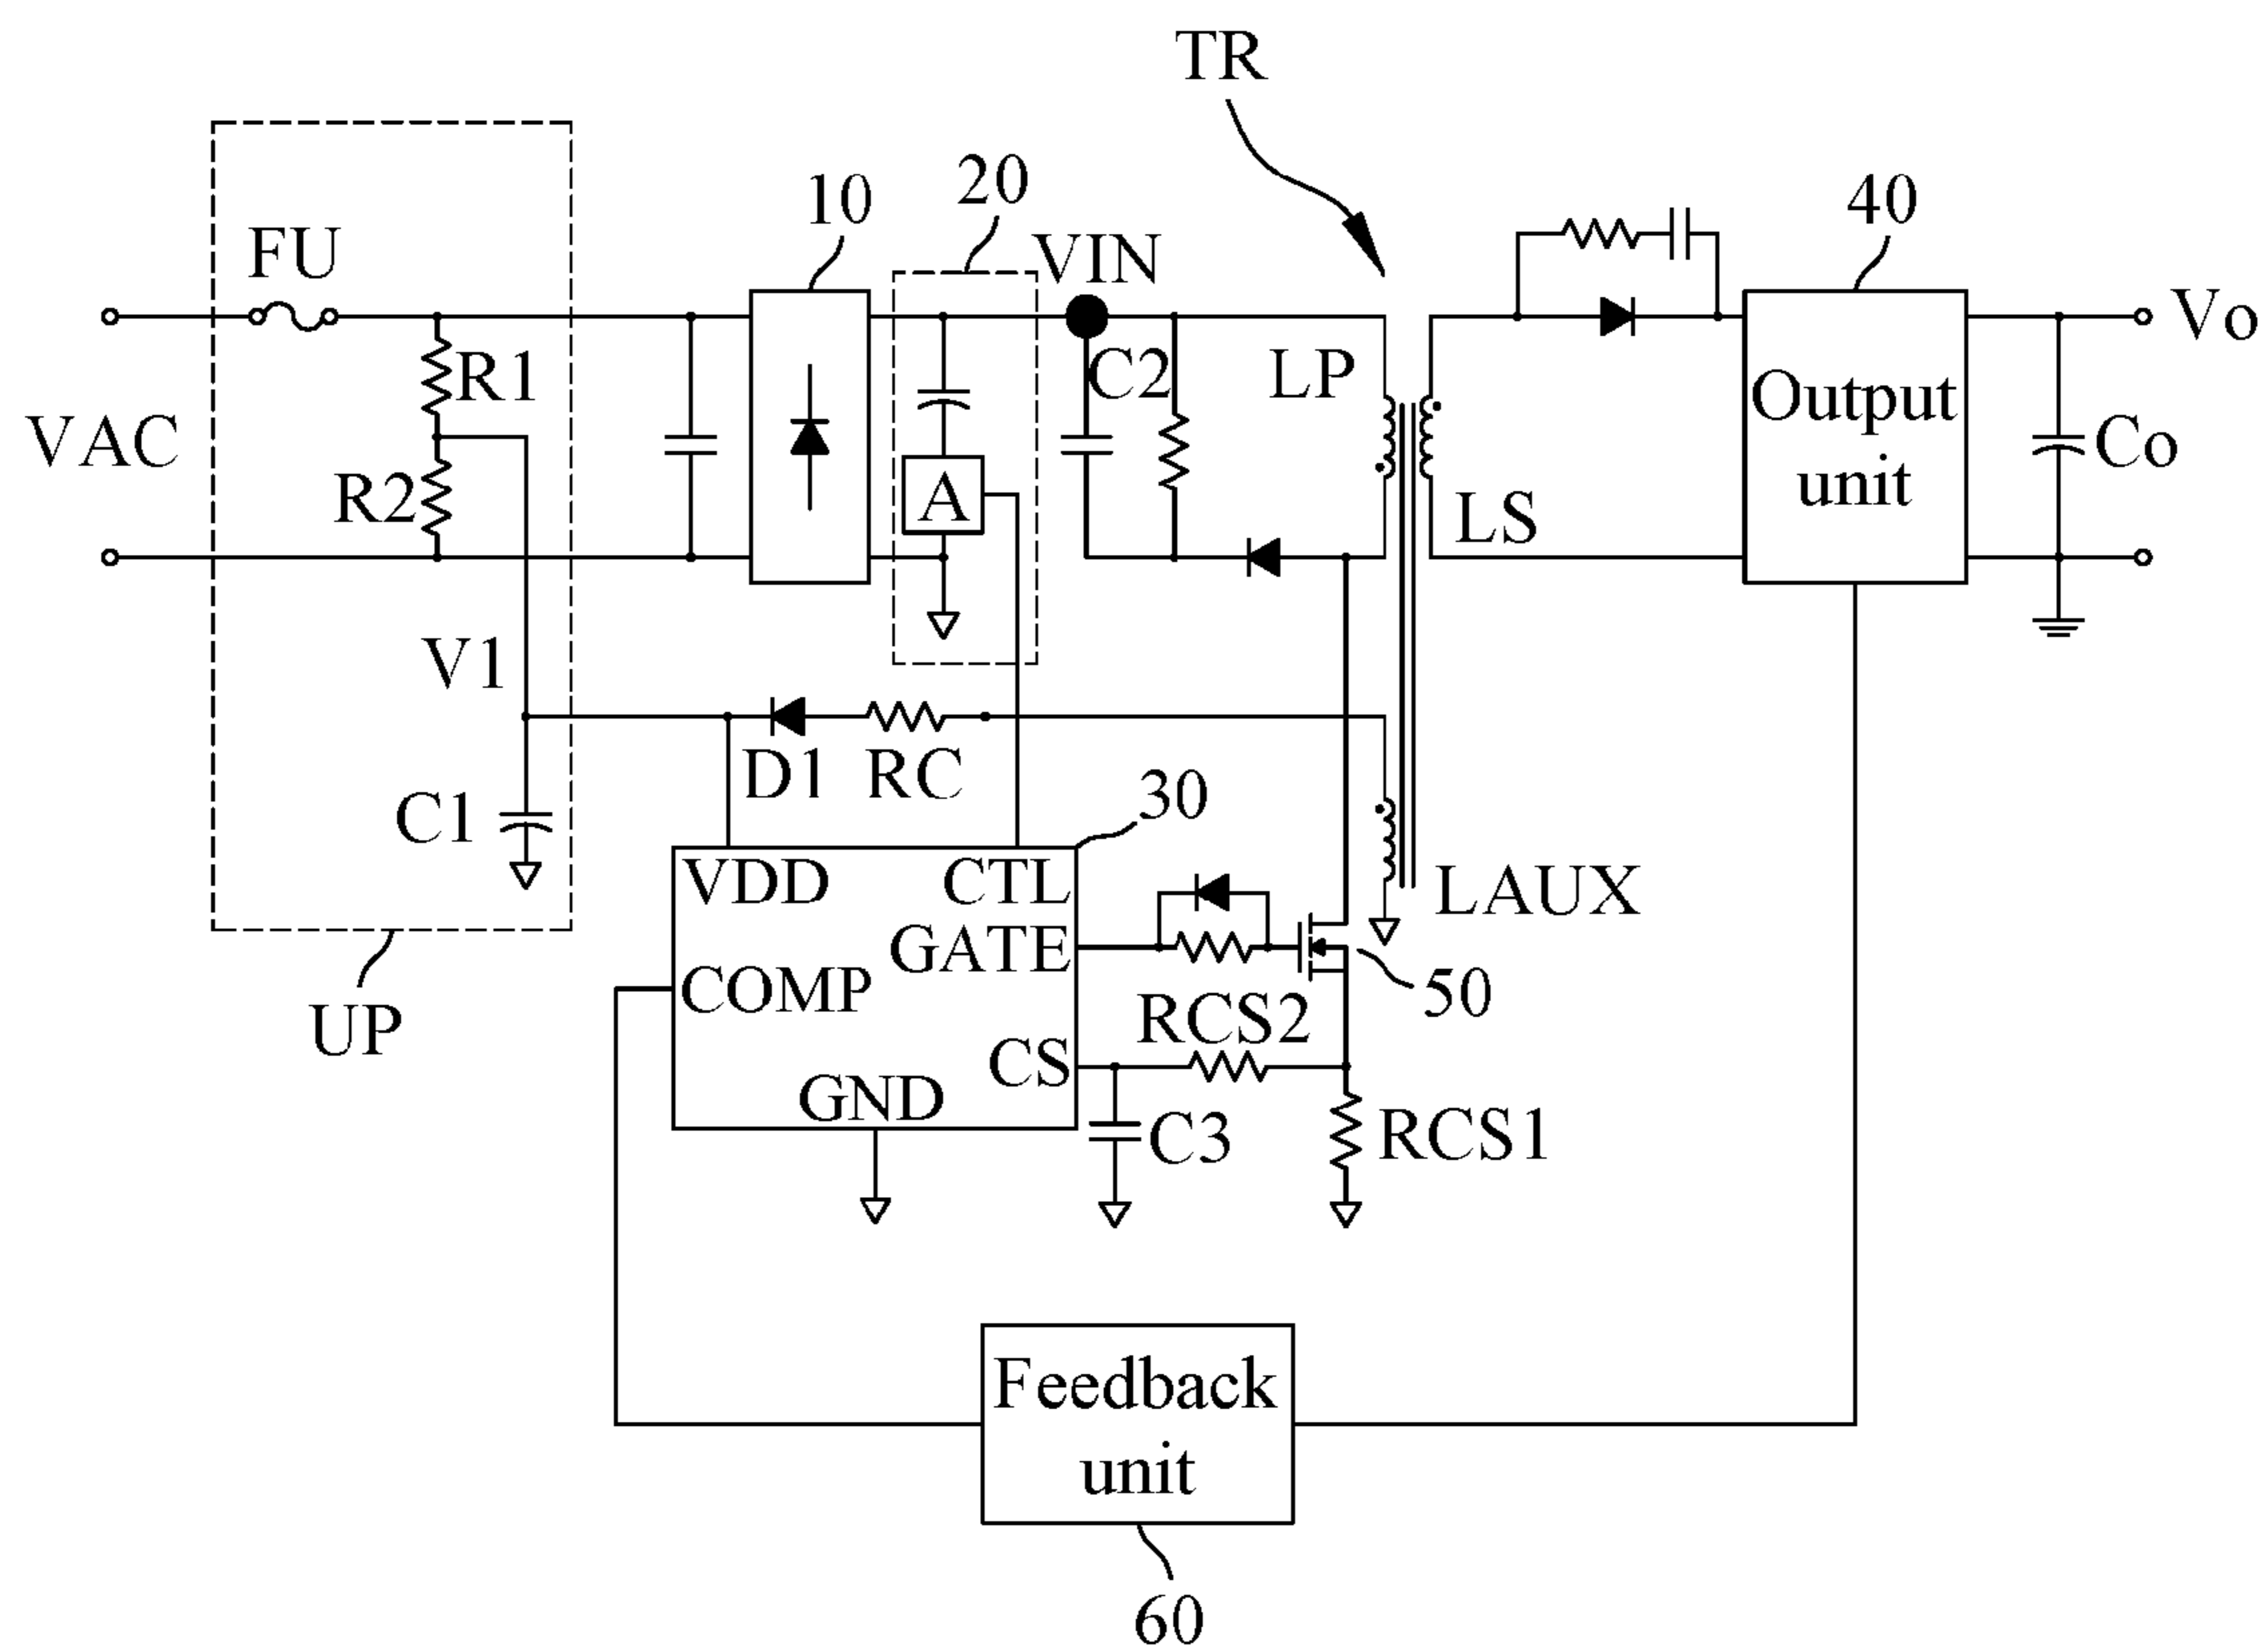 TR
20
10
40
FU
VIN
Vo
R1
C2
LP
VAC
Output
unit
Co
R2
A
LS
V1
D1
RC
30
C1
VDD
CTL
LAUX
GATE
COMP
50
RCS2
UP
CS
GND
C3
RCS1
Feedback
unit
60